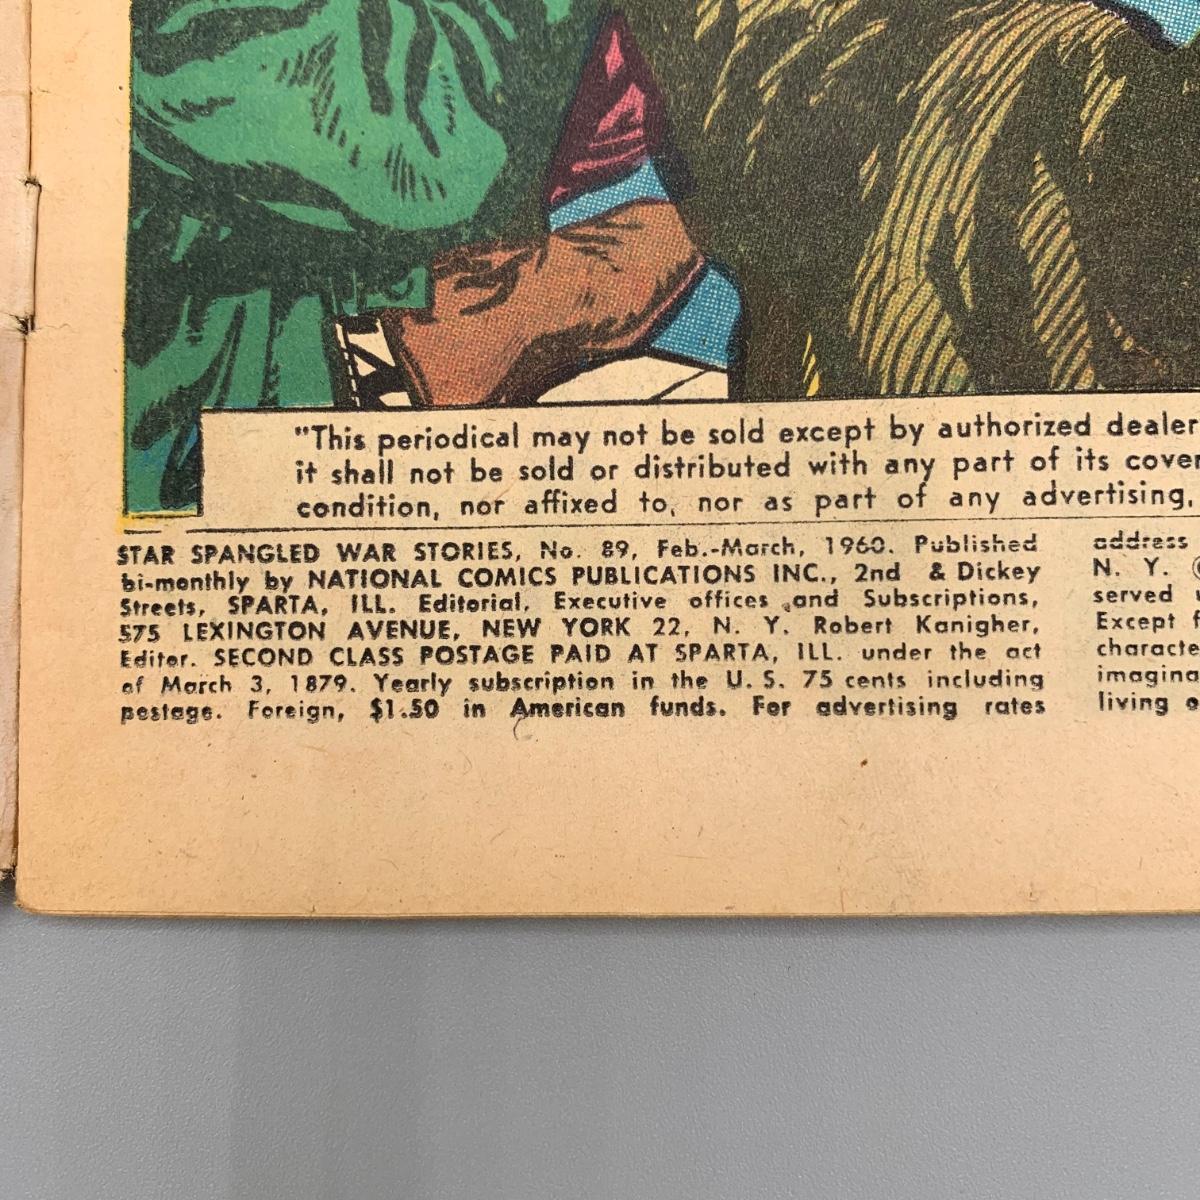 "This periodical may not be sold except by authorized dealer
it shall not be sold or distributed with any part of its cover
condition, nor affixed to, nor as part of any advertising,
STAR SPANGLED WAR STORIES, No. 89, Feb.-March, 1960. Published
bi-monthly by NATIONAL COMICS PUBLICATIONS INC., 2nd & Dickey
Streets, SPARTA, ILL. Editorial, Executive offices and Subscriptions,
575 LEXINGTON AVENUE, NEW YORK 22, N. Y. Robert Kanigher,
Editor. SECOND CLASS POSTAGE PAID AT SPARTA, ILL. under the act
of March 3, 1879. Yearly subscription in the U. S. 75 cents including
postage. Foreign, $1.50 in American funds. For advertising rates
address
N. Y.
served
Except
characte
imagina
living